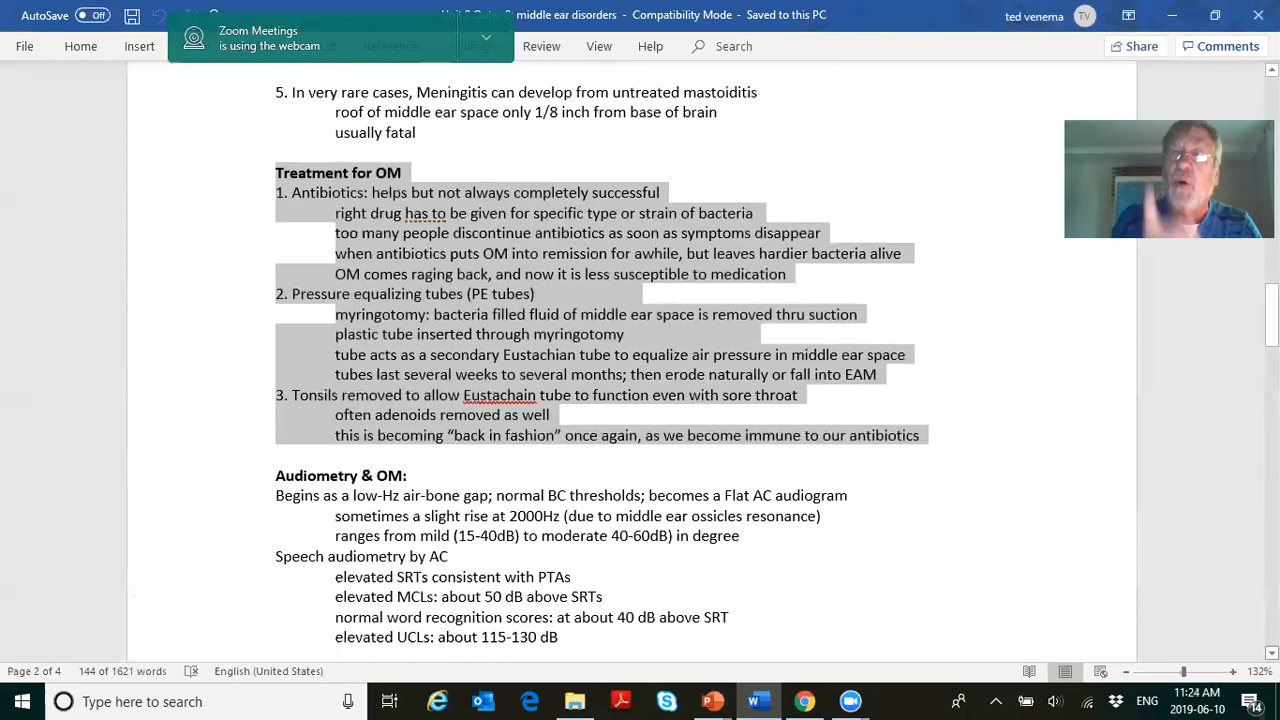 AutoSave
Off
Unit 2 Outer & middle ear disorders - Compatibility Mode - Saved to this PC
ted venema
TV
Zoom Meetings
is using the webcam
File
Home
Insert
Review
View
Help
Search
Share
Comments
5. In very rare cases, Meningitis can develop from untreated mastoiditis
roof of middle ear space only 1/8 inch from base of brain
usually fatal
Treatment for OM
1. Antibiotics: helps but not always completely successful
right drug has to be given for specific type or strain of bacteria
too many people discontinue antibiotics as soon as symptoms disappear
when antibiotics puts OM into remission for awhile, but leaves hardier bacteria alive
OM comes raging back, and now it is less susceptible to medication
2. Pressure equalizing tubes (PE tubes)
myringotomy: bacteria filled fluid of middle ear space is removed thru suction
plastic tube inserted through myringotomy
tube acts as a secondary Eustachian tube to equalize air pressure in middle ear space
tubes last several weeks to several months; then erode naturally or fall into EAM
3. Tonsils removed to allow Eustachain tube to function even with sore throat
often adenoids removed as well
this is becoming “back in fashion” once again, as we become immune to our antibiotics
Audiometry & OM:
Begins as a low-Hz air-bone gap; normal BC thresholds; becomes a Flat AC audiogram
sometimes a slight rise at 2000Hz (due to middle ear ossicles resonance)
ranges from mild (15-40dB) to moderate 40-60dB) in degree
Speech audiometry by AC
elevated SRTs consistent with PTAs
elevated MCLs: about 50 dB above SRTs
normal word recognition scores: at about 40 dB above SRT
elevated UCLs: about 115-130 dB
Page 2 of 4
144 of 1621 words
English (United States)
132%
Type here to search
ENG
11:24 AM
2019-06-10
14